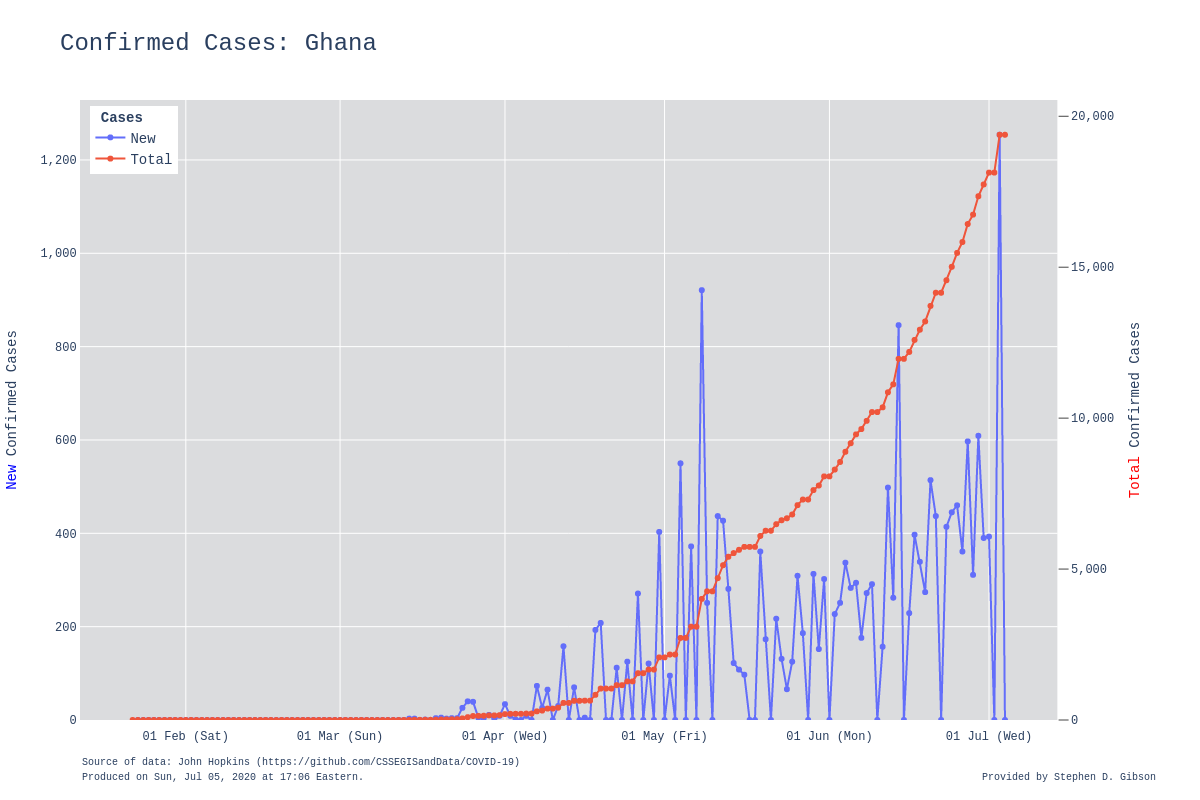 Confirmed Cases: Ghana
Cases
New
Total
1,200
1,000
800
600
400
200
0
20,000
15,000
10,000
5,000
0
New Confirmed Cases
Total Confirmed Cases
01 Feb (Sat)
01 Mar (Sun)
01 Apr (Wed)
01 May (Fri)
01 Jun (Mon)
01 Jul (Wed)
Source of data: John Hopkins (https://github.com/CSSEGISandData/COVID-19)
Produced on Sun, Jul 05, 2020 at 17:06 Eastern.
Provided by Stephen D. Gibson